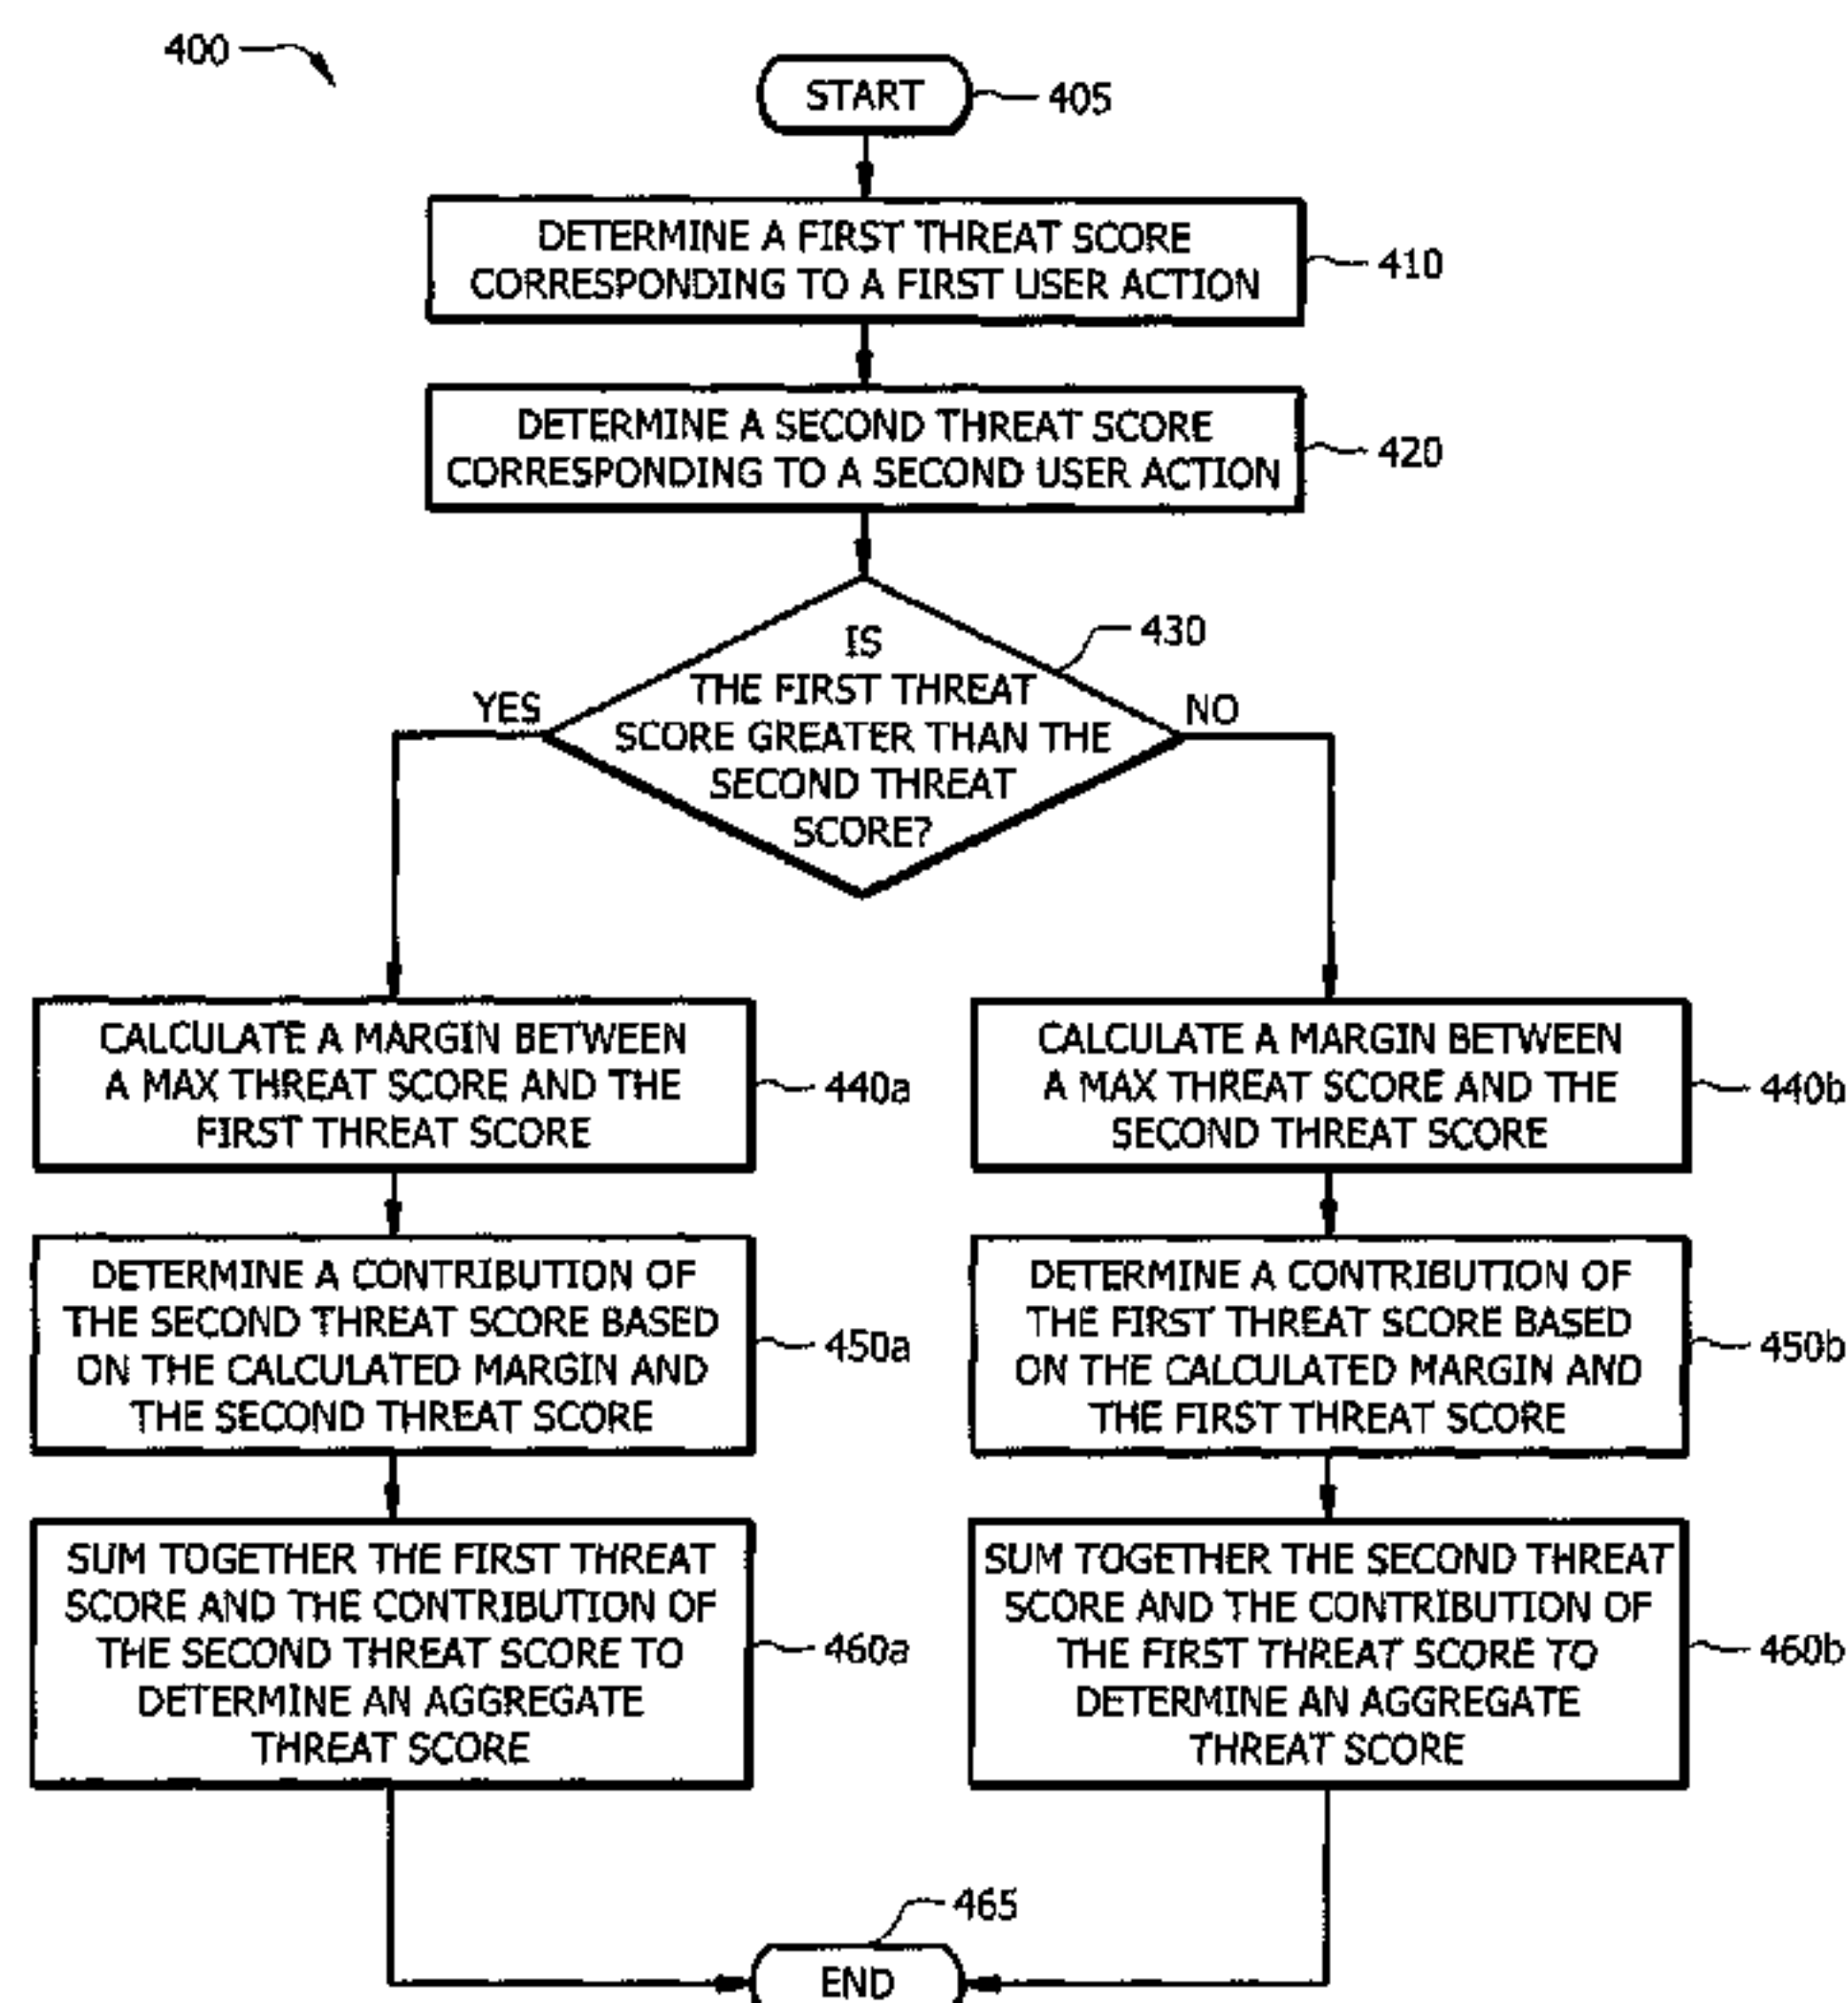 400
START
405
DETERMINE A FIRST THREAT SCORE
CORRESPONDING TO A FIRST USER ACTION
410
DETERMINE A SECOND THREAT SCORE
CORRESPONDING TO A SECOND USER ACTION
420
IS
THE FIRST THREAT
SCORE GREATER THAN THE
SECOND THREAT
SCORE?
430
YES
NO
CALCULATE A MARGIN BETWEEN
A MAX THREAT SCORE AND THE
FIRST THREAT SCORE
440a
CALCULATE A MARGIN BETWEEN
A MAX THREAT SCORE AND THE
SECOND THREAT SCORE
440b
DETERMINE A CONTRIBUTION OF
THE SECOND THREAT SCORE BASED
ON THE CALCULATED MARGIN AND
THE SECOND THREAT SCORE
450a
DETERMINE A CONTRIBUTION OF
THE FIRST THREAT SCORE BASED
ON THE CALCULATED MARGIN AND
THE FIRST THREAT SCORE
450b
SUM TOGETHER THE FIRST THREAT
SCORE AND THE CONTRIBUTION OF
THE SECOND THREAT SCORE TO
DETERMINE AN AGGREGATE
THREAT SCORE
460a
SUM TOGETHER THE SECOND THREAT
SCORE AND THE CONTRIBUTION OF
THE FIRST THREAT SCORE TO
DETERMINE AN AGGREGATE
THREAT SCORE
460b
465
END